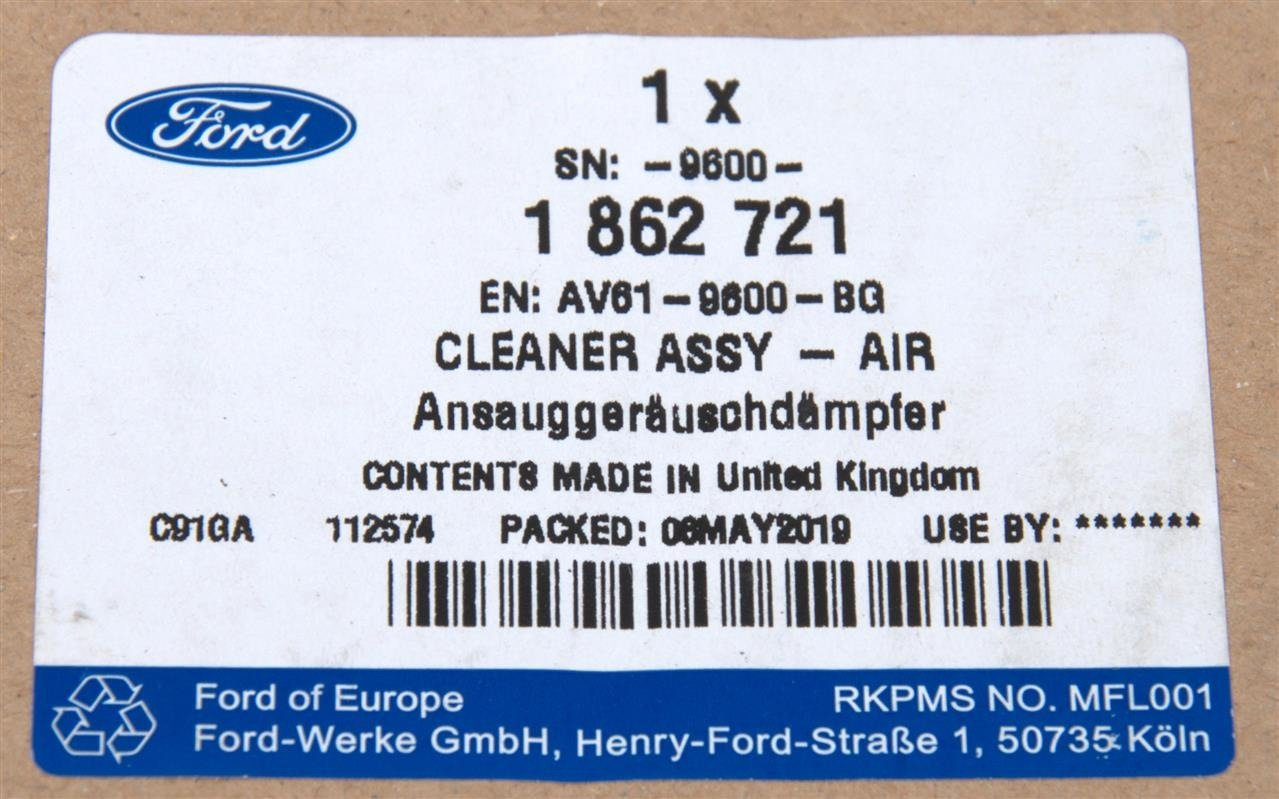 Ford
1 x
SN: -9600-
1 862 721
EN: AV61-9600-BG
CLEANER ASSY - AIR
Ansauggeräuschdämpfer
CONTENTS MADE IN United Kingdom
C91GA 112574 PACKED: 06MAY2019 USE BY: *******
Ford of Europe RKPMS NO. MFL001
Ford-Werke GmbH, Henry-Ford-Straße 1, 50735 Köln